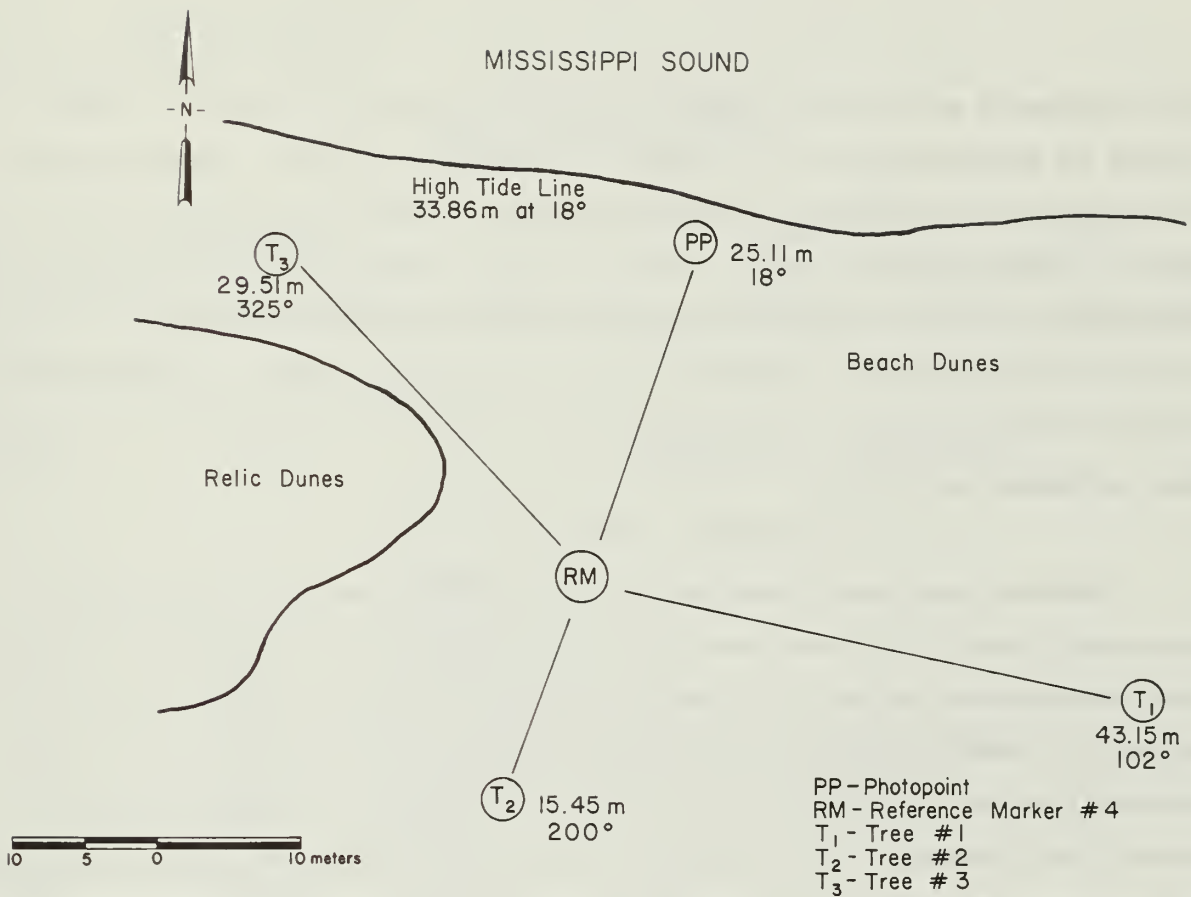 MISSISSIPPI SOUND
-N-
High Tide Line
33.86m at 18°
T3
29.51m
325°
PP
25.11m
18°
Beach Dunes
Relic Dunes
RM
T1
43.15m
102°
T2
15.45 m
200°
PP-Photopoint
RM-Reference Marker #4
T1-Tree #1
T2-Tree #2
T3-Tree #3
10 5 0 10 meters